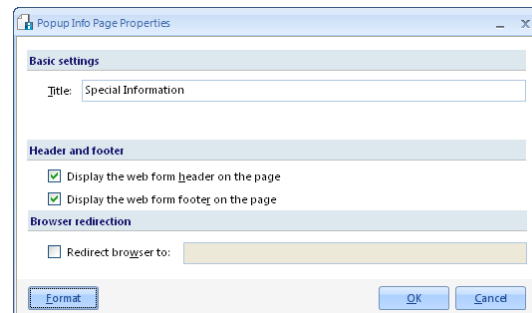 Popup Info Page Properties
Basic settings
Title: Special Information
Header and footer
Display the web form header on the page
Display the web form footer on the page
Browser redirection
Redirect browser to:
Format OK Cancel